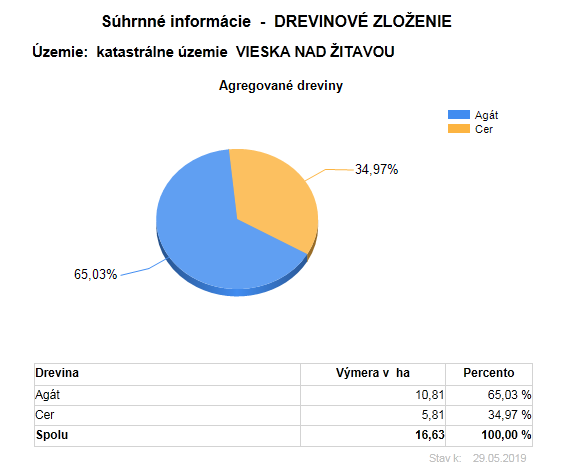 Súhrnné informácie - DREVINOVÉ ZLOŽENIE
Územie: katastrálne územie VIESKA NAD ŽITAVOU
Agregované dreviny
Agát
Cer
34,97%
65,03%
Drevina Výmera v ha Percento
Agát 10,81 65,03 %
Cer 5,81 34,97 %
Spolu 16,63 100,00 %
Stav k: 29.05.2019